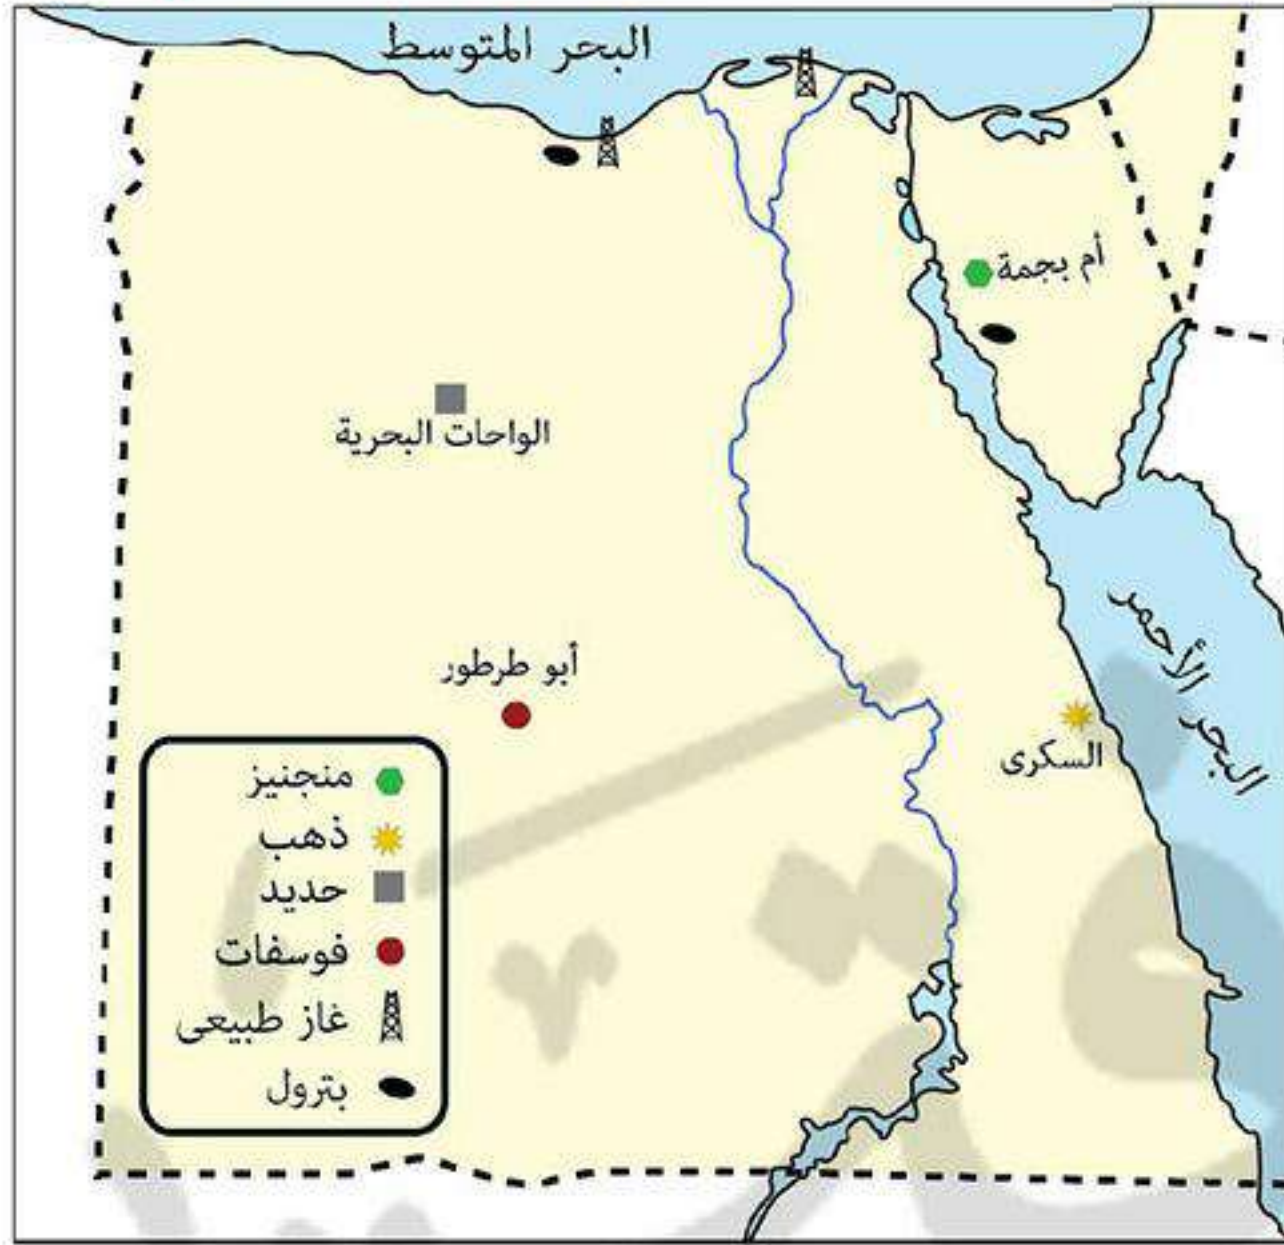 البحر المتوسط
أم بجمة
الواحات البحرية
البحر الأحمر
أبو طرطور
السكرى
منجنيز
ذهب
حديد
فوسفات
غاز طبيعى
بترول